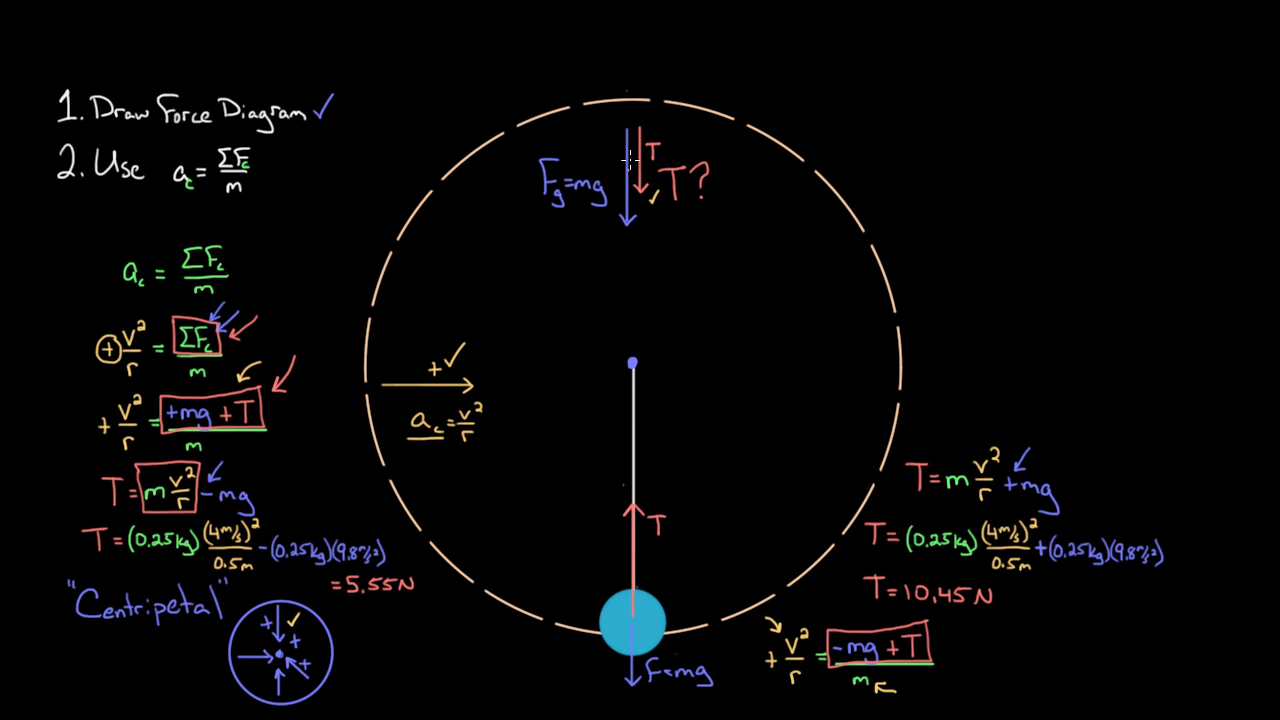 1. Draw Force Diagram ✓
2. Use a_c = ΣF_c / m
a_c = ΣF_c / m
+ v² / r = ΣF_c / m
+ v² / r = +mg + T / m
T = m v² / r - mg
T = (0.25kg) (4m/s)² / 0.5m - (0.25kg)(9.8m/s²)
= 5.55N
"Centripetal"
+ ✓
+
+
F_g = mg
T
✓ T?
+ ✓
a_c = v² / r
T
F=mg
T = m v² / r + mg
T = (0.25kg) (4m/s)² / 0.5m + (0.25kg)(9.8m/s²)
T = 10.45N
+ v² / r = -mg + T / m